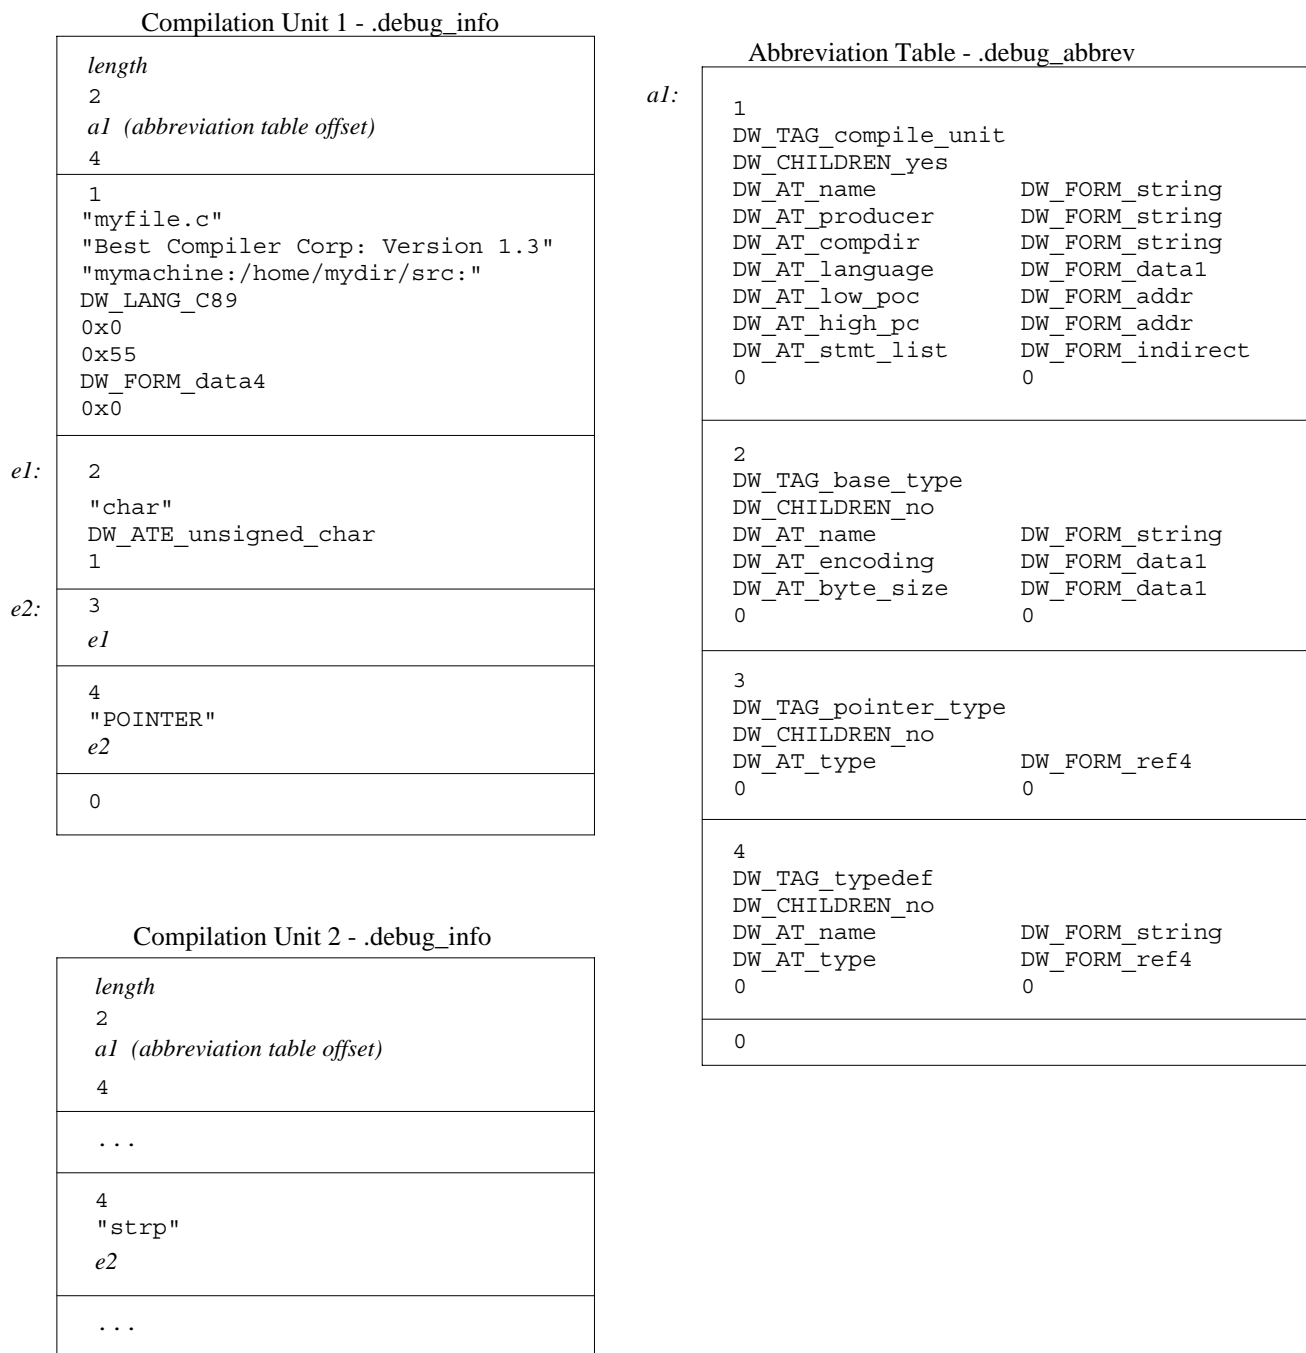 Compilation Unit 1 - .debug_info
length
2
a1 (abbreviation table offset)
4
1
"myfile.c"
"Best Compiler Corp: Version 1.3"
"mymachine:/home/mydir/src:"
DW_LANG_C89
0x0
0x55
DW_FORM_data4
0x0
e1:
2
"char"
DW_ATE_unsigned_char
1
e2:
3
e1
4
"POINTER"
e2
0
Compilation Unit 2 - .debug_info
length
2
a1 (abbreviation table offset)
4
...
4
"strp"
e2
...
Abbreviation Table - .debug_abbrev
a1:
1
DW_TAG_compile_unit
DW_CHILDREN_yes
DW_AT_name DW_FORM_string
DW_AT_producer DW_FORM_string
DW_AT_compdir DW_FORM_string
DW_AT_language DW_FORM_data1
DW_AT_low_poc DW_FORM_addr
DW_AT_high_pc DW_FORM_addr
DW_AT_stmt_list DW_FORM_indirect
0 0
2
DW_TAG_base_type
DW_CHILDREN_no
DW_AT_name DW_FORM_string
DW_AT_encoding DW_FORM_data1
DW_AT_byte_size DW_FORM_data1
0 0
3
DW_TAG_pointer_type
DW_CHILDREN_no
DW_AT_type DW_FORM_ref4
0 0
4
DW_TAG_typedef
DW_CHILDREN_no
DW_AT_name DW_FORM_string
DW_AT_type DW_FORM_ref4
0 0
0